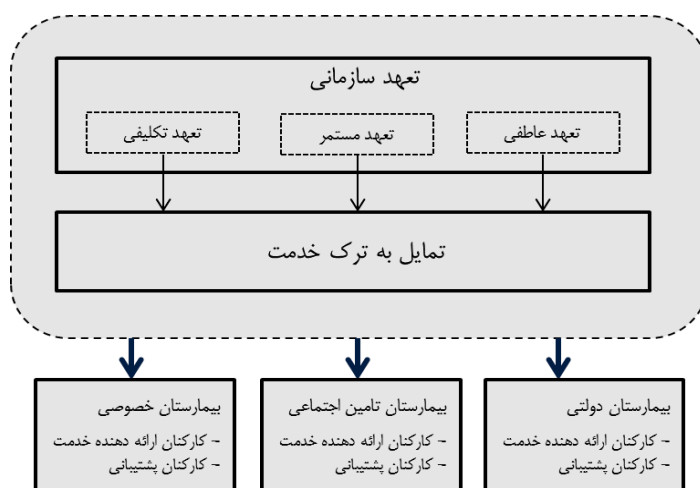 تعهد سازمانی
تعهد عاطفی
تعهد مستمر
تعهد تکلیفی
تمایل به ترک خدمت
بیمارستان دولتی
- کارکنان ارائه دهنده خدمت
- کارکنان پشتیبانی
بیمارستان تامین اجتماعی
- کارکنان ارائه دهنده خدمت
- کارکنان پشتیبانی
بیمارستان خصوصی
- کارکنان ارائه دهنده خدمت
- کارکنان پشتیبانی